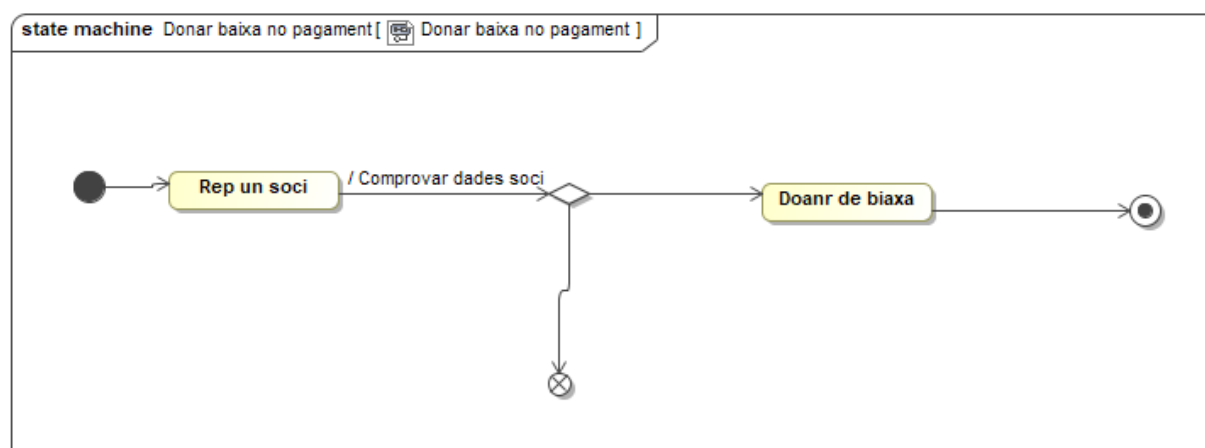 state machine Donar baixa no pagament [ Donar baixa no pagament ]
Rep un soci
/ Comprovar dades soci
Doanr de biaxa